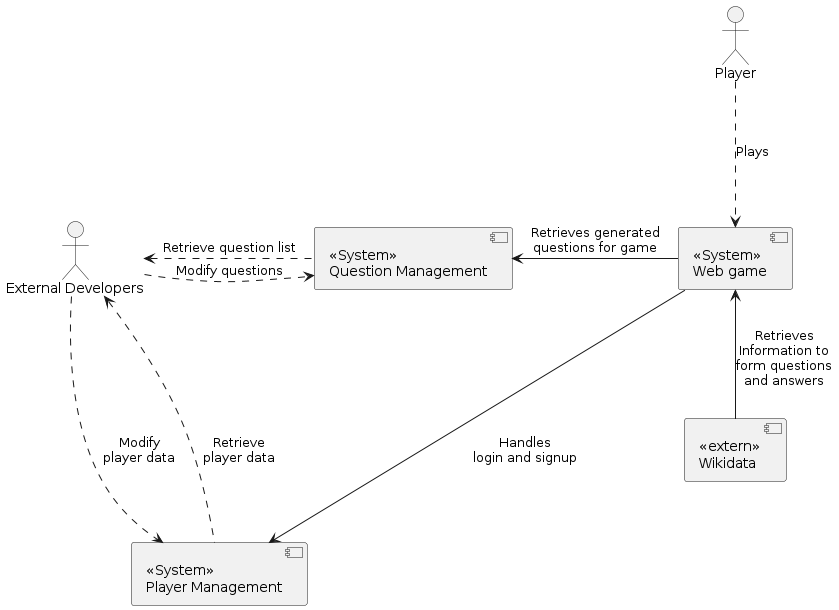 Player
Plays
Retrieve question list
Modify questions
External Developers
«System»
Question Management
Retrieves generated
questions for game
«System»
Web game
Retrieves
Information to
form questions
and answers
Modify
player data
Retrieve
player data
Handles
login and signup
«extern»
Wikidata
«System»
Player Management